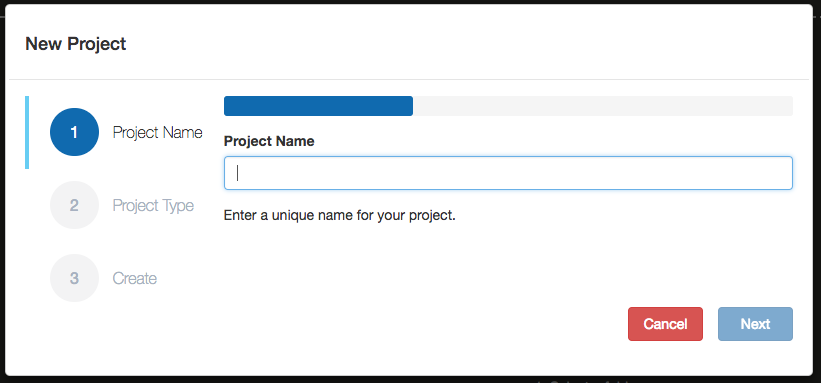 New Project
1 Project Name
2 Project Type
3 Create
Project Name
Enter a unique name for your project.
Cancel Next